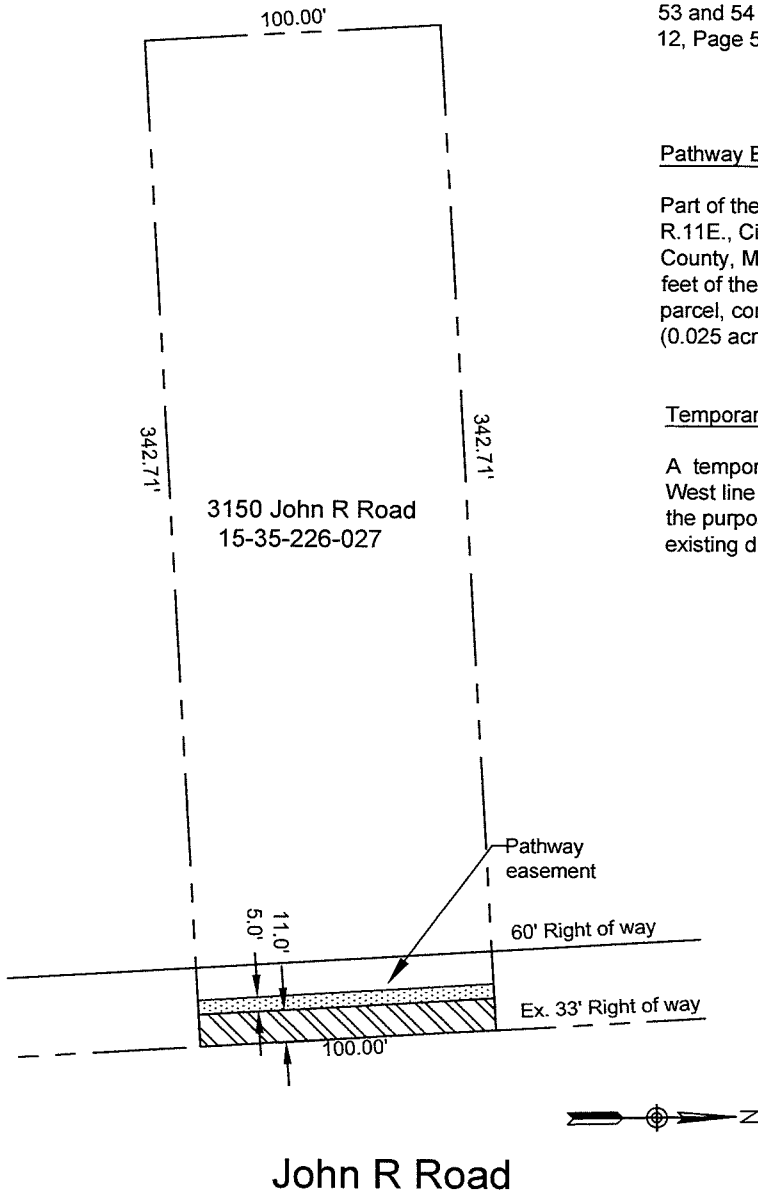 100.00'
53 and 54
12, Page 5
Pathway E
Part of the
R.11E., Ci
County, M
feet of the
parcel, cor
(0.025 acr
Temporar
A tempor
West line
the purpo
existing d
342.71'
342.71'
3150 John R Road
15-35-226-027
Pathway
easement
5.0'
11.0'
60' Right of way
Ex. 33' Right of way
100.00'
N
John R Road